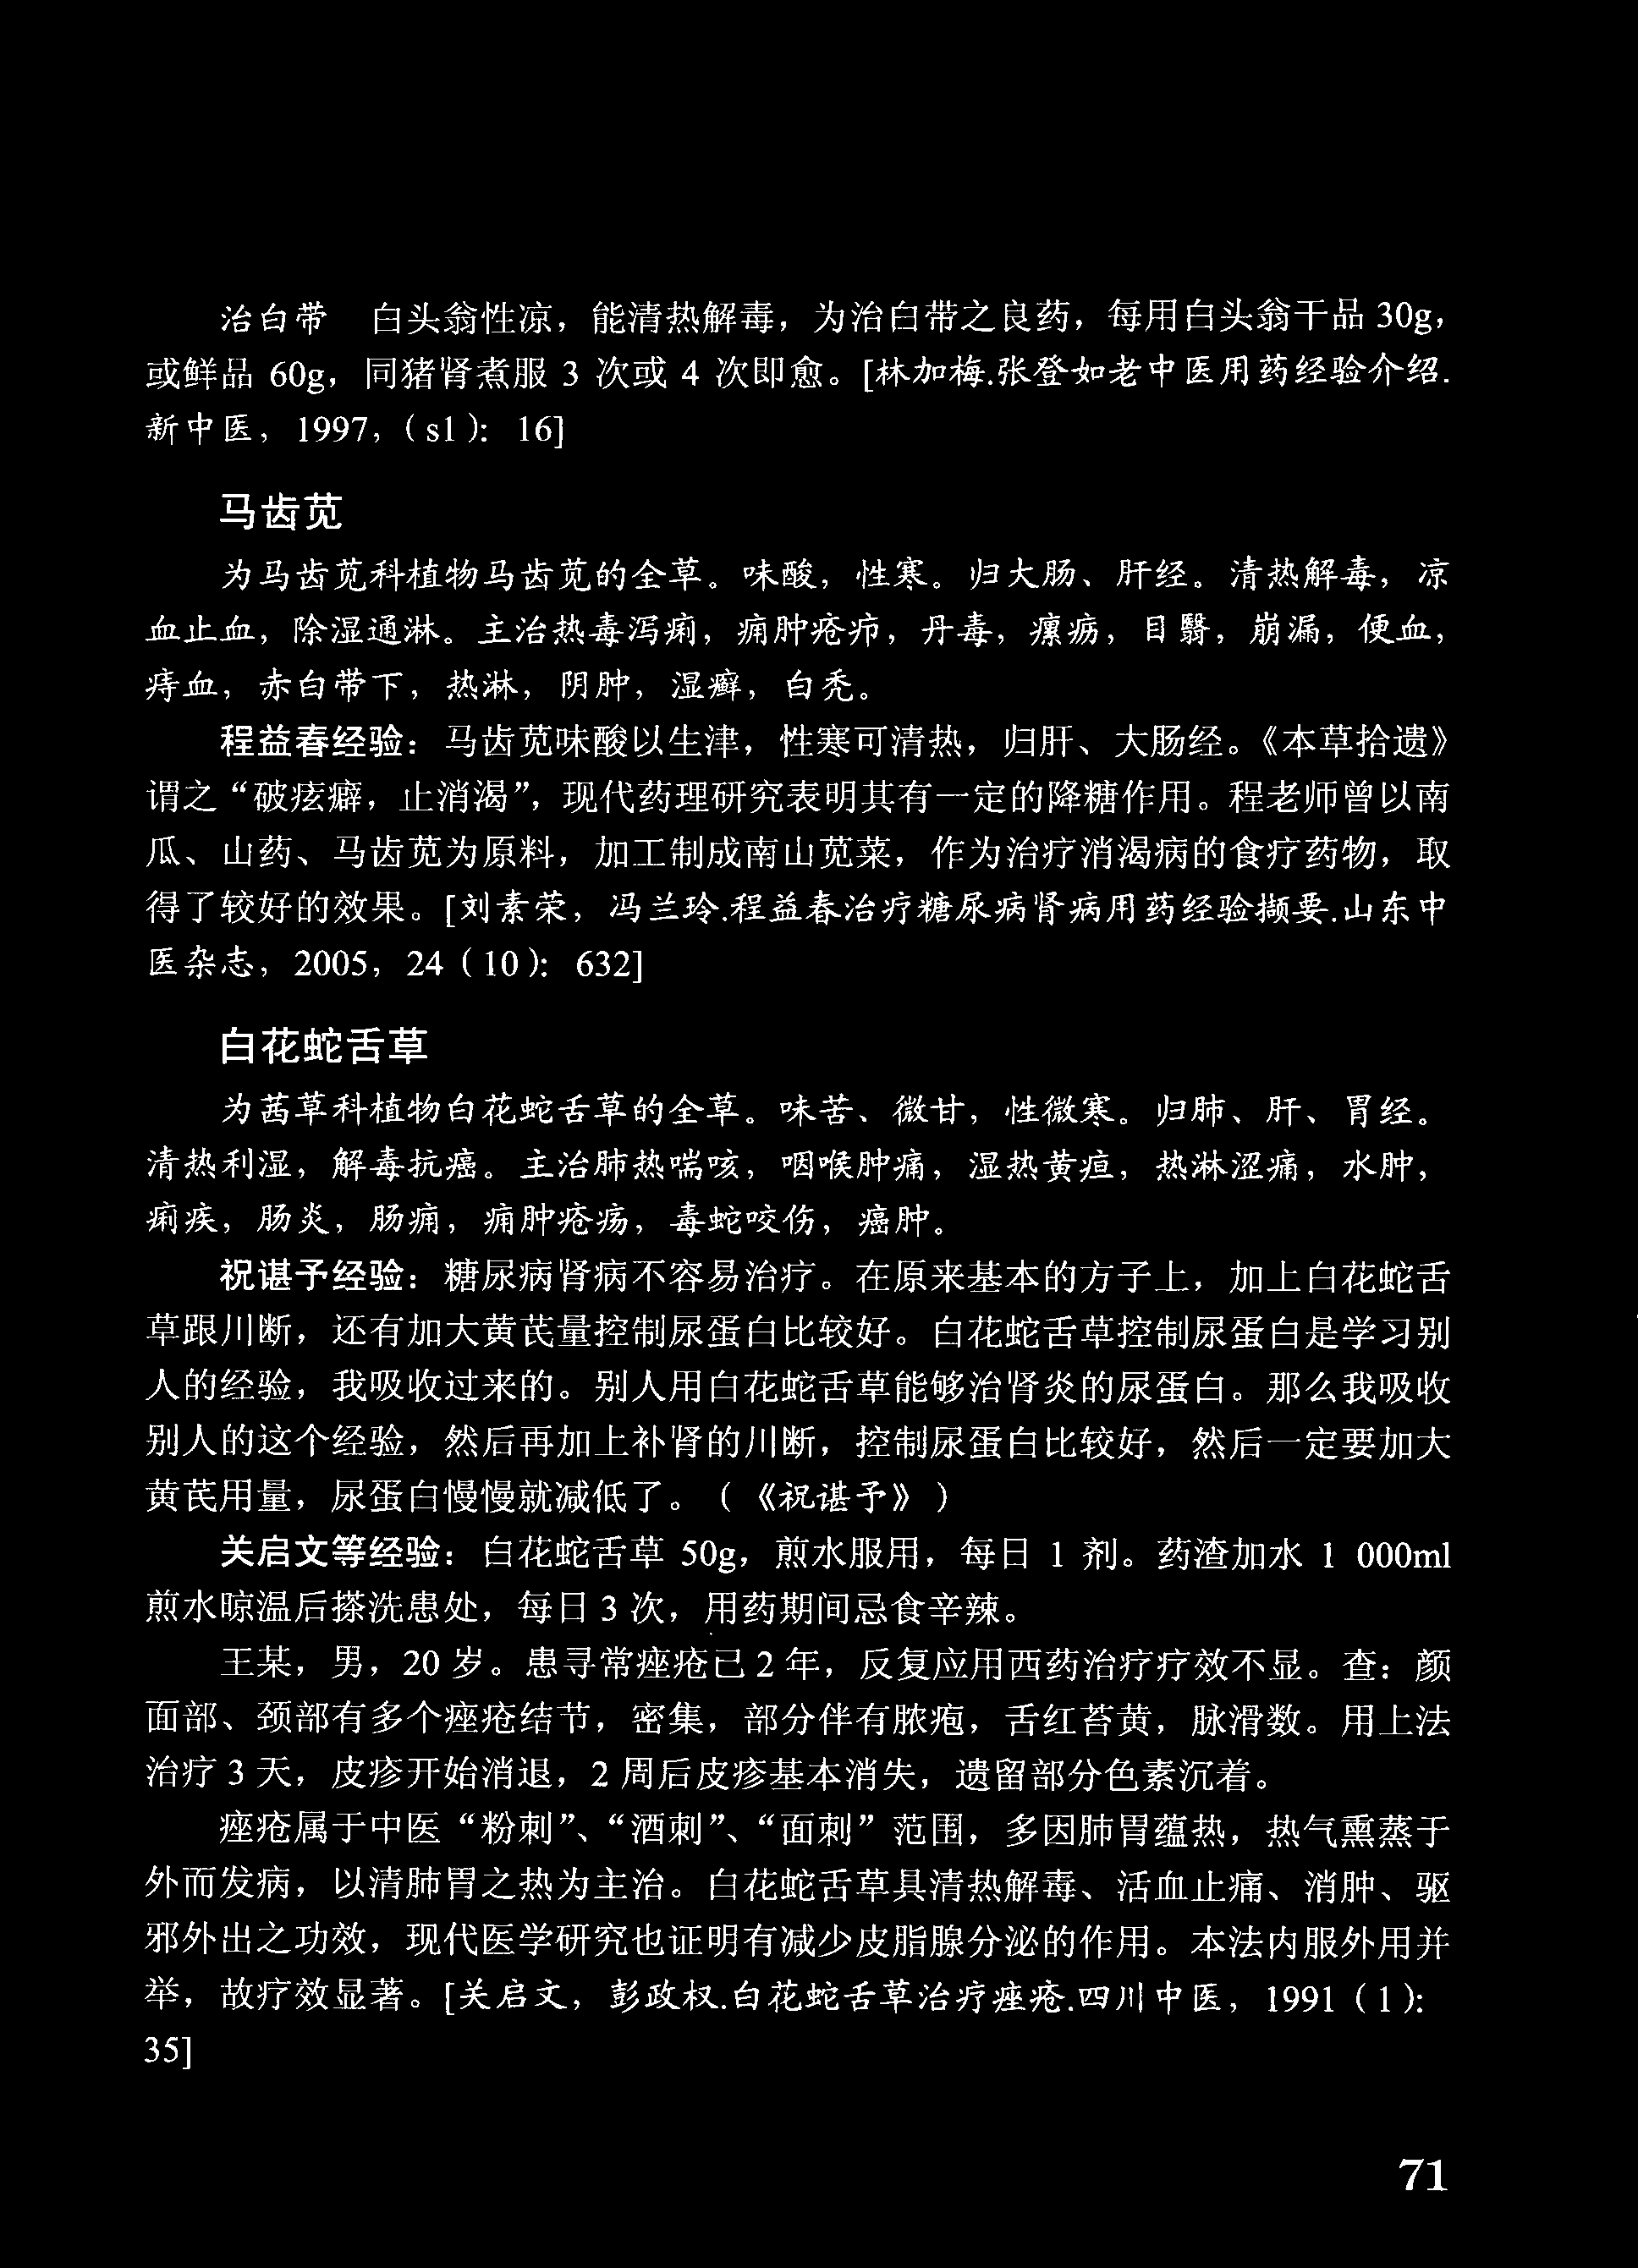 治白带　白头翁性凉，能清热解毒，为治白带之良药，每用白头翁干品 30g，
或鲜品 60g，同猪肾煮服 3 次或 4 次即愈。[林加梅.张登如老中医用药经验介绍.
新中医，1997，（s1）：16]
马齿苋
为马齿苋科植物马齿苋的全草。味酸，性寒。归大肠、肝经。清热解毒，凉
血止血，除湿通淋。主治热毒泻痢，痈肿疮疖，丹毒，瘰疬，目翳，崩漏，便血，
痔血，赤白带下，热淋，阴肿，湿癣，白秃。
程益春经验：马齿苋味酸以生津，性寒可清热，归肝、大肠经。《本草拾遗》
谓之“破痃癖，止消渴”，现代药理研究表明其有一定的降糖作用。程老师曾以南
瓜、山药、马齿苋为原料，加工制成南山苋菜，作为治疗消渴病的食疗药物，取
得了较好的效果。[刘素荣，冯兰玲.程益春治疗糖尿病肾病用药经验撷要.山东中
医杂志，2005，24（10）：632]
白花蛇舌草
为茜草科植物白花蛇舌草的全草。味苦、微甘，性微寒。归肺、肝、胃经。
清热利湿，解毒抗癌。主治肺热喘咳，咽喉肿痛，湿热黄疸，热淋涩痛，水肿，
痢疾，肠炎，肠痈，痈肿疮疡，毒蛇咬伤，癌肿。
祝谌予经验：糖尿病肾病不容易治疗。在原来基本的方子上，加上白花蛇舌
草跟川断，还有加大黄芪量控制尿蛋白比较好。白花蛇舌草控制尿蛋白是学习别
人的经验，我吸收过来的。别人用白花蛇舌草能够治肾炎的尿蛋白。那么我吸收
别人的这个经验，然后再加上补肾的川断，控制尿蛋白比较好，然后一定要加大
黄芪用量，尿蛋白慢慢就减低了。（《祝谌予》）
关启文等经验：白花蛇舌草 50g，煎水服用，每日 1 剂。药渣加水 1 000ml
煎水晾温后搽洗患处，每日 3 次，用药期间忌食辛辣。
王某，男，20 岁。患寻常痤疮已 2 年，反复应用西药治疗疗效不显。查：颜
面部、颈部有多个痤疮结节，密集，部分伴有脓疱，舌红苔黄，脉滑数。用上法
治疗 3 天，皮疹开始消退，2 周后皮疹基本消失，遗留部分色素沉着。
痤疮属于中医“粉刺”、“酒刺”、“面刺”范围，多因肺胃蕴热，热气熏蒸于
外而发病，以清肺胃之热为主治。白花蛇舌草具清热解毒、活血止痛、消肿、驱
邪外出之功效，现代医学研究也证明有减少皮脂腺分泌的作用。本法内服外用并
举，故疗效显著。[关启文，彭政权.白花蛇舌草治疗痤疮.四川中医，1991（1）：
35]
71